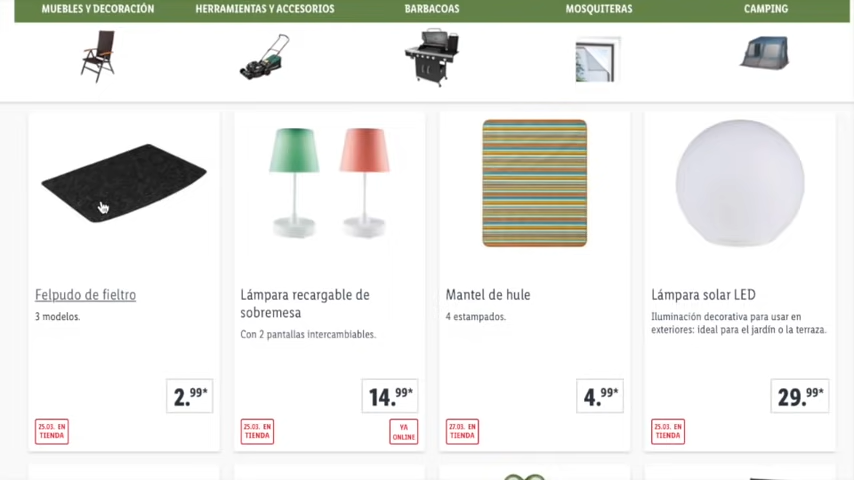 MUEBLES Y DECORACIÓN
HERRAMIENTAS Y ACCESORIOS
BARBACOAS
MOSQUITERAS
CAMPING
Felpudo de fieltro
3 modelos.
2.99*
25.03. EN
TIENDA
Lámpara recargable de
sobremesa
Con 2 pantallas intercambiables.
14.99*
25.03. EN
TIENDA
YA
ONLINE
Mantel de hule
4 estampados.
4.99*
27.03. EN
TIENDA
Lámpara solar LED
Iluminación decorativa para usar en
exteriores: ideal para el jardín o la terraza.
29.99*
25.03. EN
TIENDA